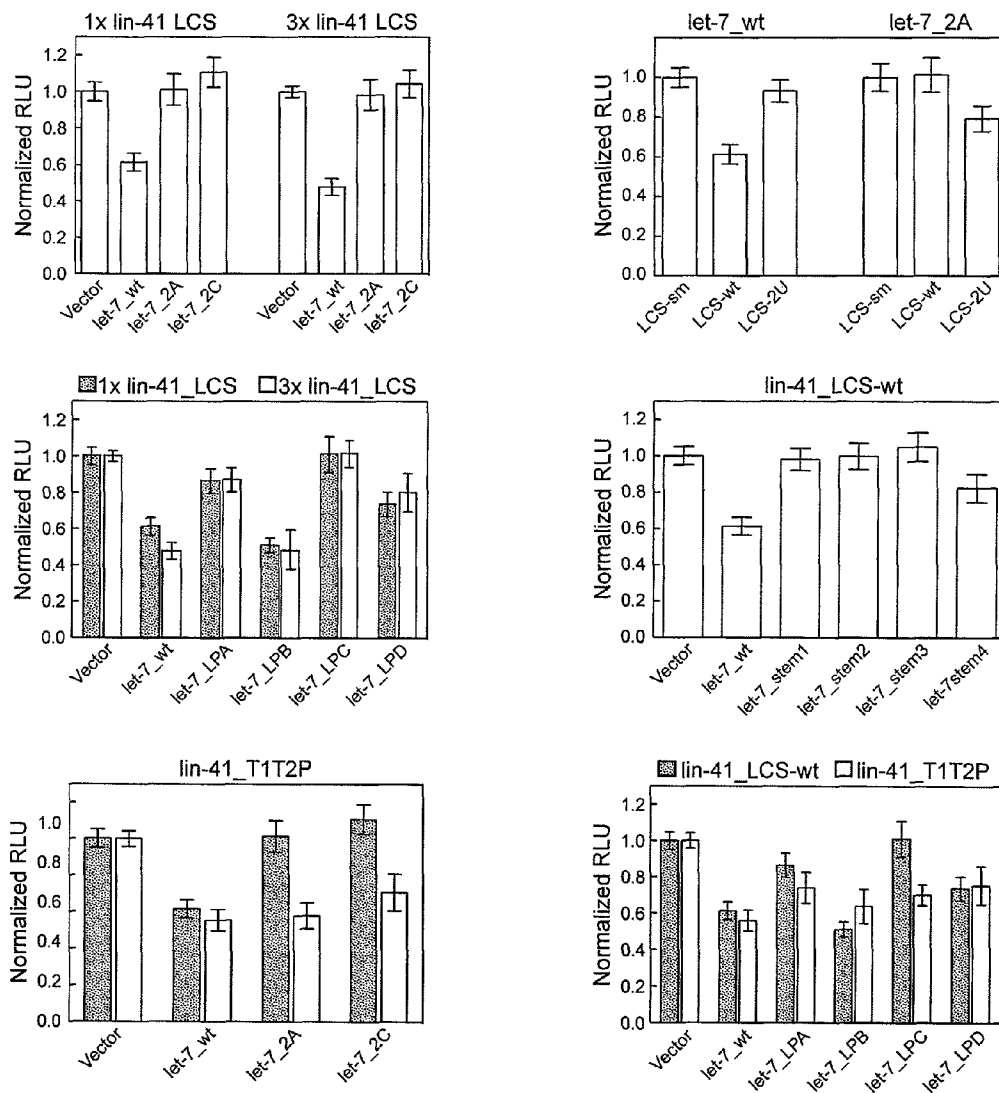 1x lin-41 LCS 3x lin-41 LCS
Normalized RLU
1.2
1.0
0.8
0.6
0.4
0.2
0.0
Vector
let-7_wt
let-7_2A
let-7_2C
Vector
let-7_wt
let-7_2A
let-7_2C
let-7_wt let-7_2A
Normalized RLU
1.2
1.0
0.8
0.6
0.4
0.2
0.0
LCS-sm
LCS-wt
LCS-2U
LCS-sm
LCS-wt
LCS-2U
1x lin-41_LCS 3x lin-41_LCS
Normalized RLU
1.2
1.0
0.8
0.6
0.4
0.2
0.0
Vector
let-7_wt
let-7_LPA
let-7_LPB
let-7_LPC
let-7_LPD
lin-41_LCS-wt
Normalized RLU
1.2
1.0
0.8
0.6
0.4
0.2
0.0
Vector
let-7_wt
let-7_stem1
let-7_stem2
let-7_stem3
let-7stem4
lin-41_T1T2P
Normalized RLU
1.2
1.0
0.8
0.6
0.4
0.2
0.0
Vector
let-7_wt
let-7_2A
let-7_2C
lin-41_LCS-wt lin-41_T1T2P
Normalized RLU
1.2
1.0
0.8
0.6
0.4
0.2
0.0
Vector
let-7_wt
let-7_LPA
let-7_LPB
let-7_LPC
let-7_LPD